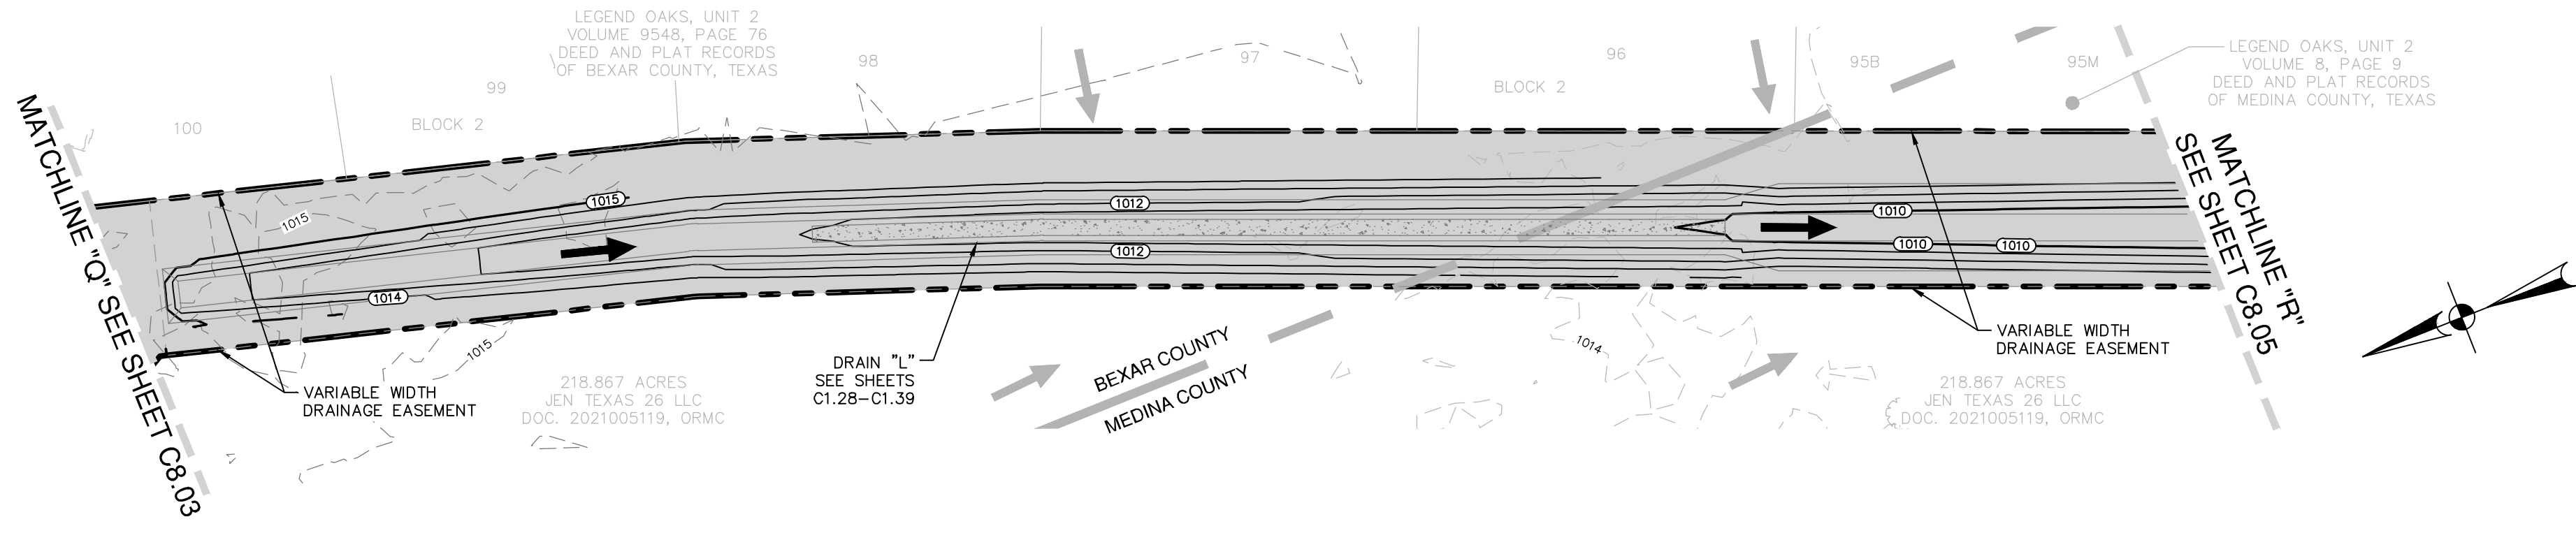 LEGEND OAKS, UNIT 2
VOLUME 9548, PAGE 76
DEED AND PLAT RECORDS
OF BEXAR COUNTY, TEXAS
LEGEND OAKS, UNIT 2
VOLUME 8, PAGE 9
DEED AND PLAT RECORDS
OF MEDINA COUNTY, TEXAS
100
99
BLOCK 2
98
97
96
BLOCK 2
95B
95M
MATCHLINE "Q" SEE SHEET C8.03
MATCHLINE "R"
SEE SHEET C8.05
1015
1015
1012
1010
1012
1010
1010
1014
1015
1014
VARIABLE WIDTH
DRAINAGE EASEMENT
218.867 ACRES
JEN TEXAS 26 LLC
DOC. 2021005119, ORMC
DRAIN "L"
SEE SHEETS
C1.28-C1.39
BEXAR COUNTY
MEDINA COUNTY
VARIABLE WIDTH
DRAINAGE EASEMENT
218.867 ACRES
JEN TEXAS 26 LLC
DOC. 2021005119, ORMC